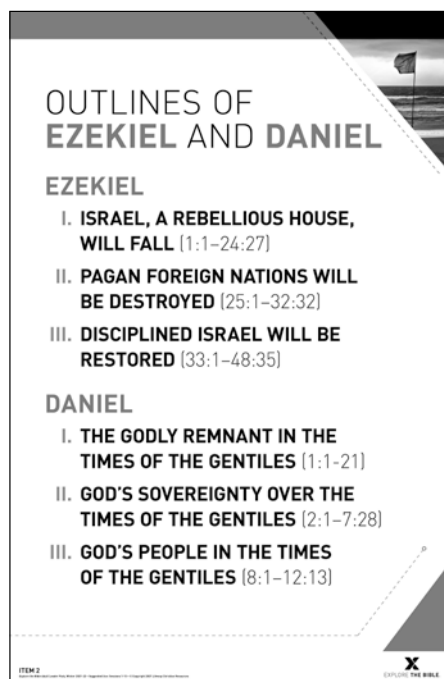 OUTLINES OF
EZEKIEL AND DANIEL
EZEKIEL
I. ISRAEL, A REBELLIOUS HOUSE,
WILL FALL (1:1–24:27)
II. PAGAN FOREIGN NATIONS WILL
BE DESTROYED (25:1–32:32)
III. DISCIPLINED ISRAEL WILL BE
RESTORED (33:1–48:35)
DANIEL
I. THE GODLY REMNANT IN THE
TIMES OF THE GENTILES (1:1-21)
II. GOD'S SOVEREIGNTY OVER THE
TIMES OF THE GENTILES (2:1–7:28)
III. GOD'S PEOPLE IN THE TIMES
OF THE GENTILES (8:1–12:13)
ITEM 2
X
EXPLORE THE BIBLE